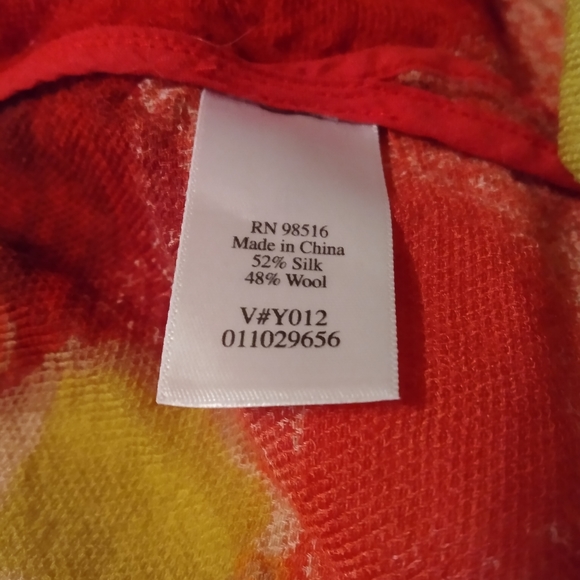 RN 98516
Made in China
52% Silk
48% Wool
V#Y012
011029656